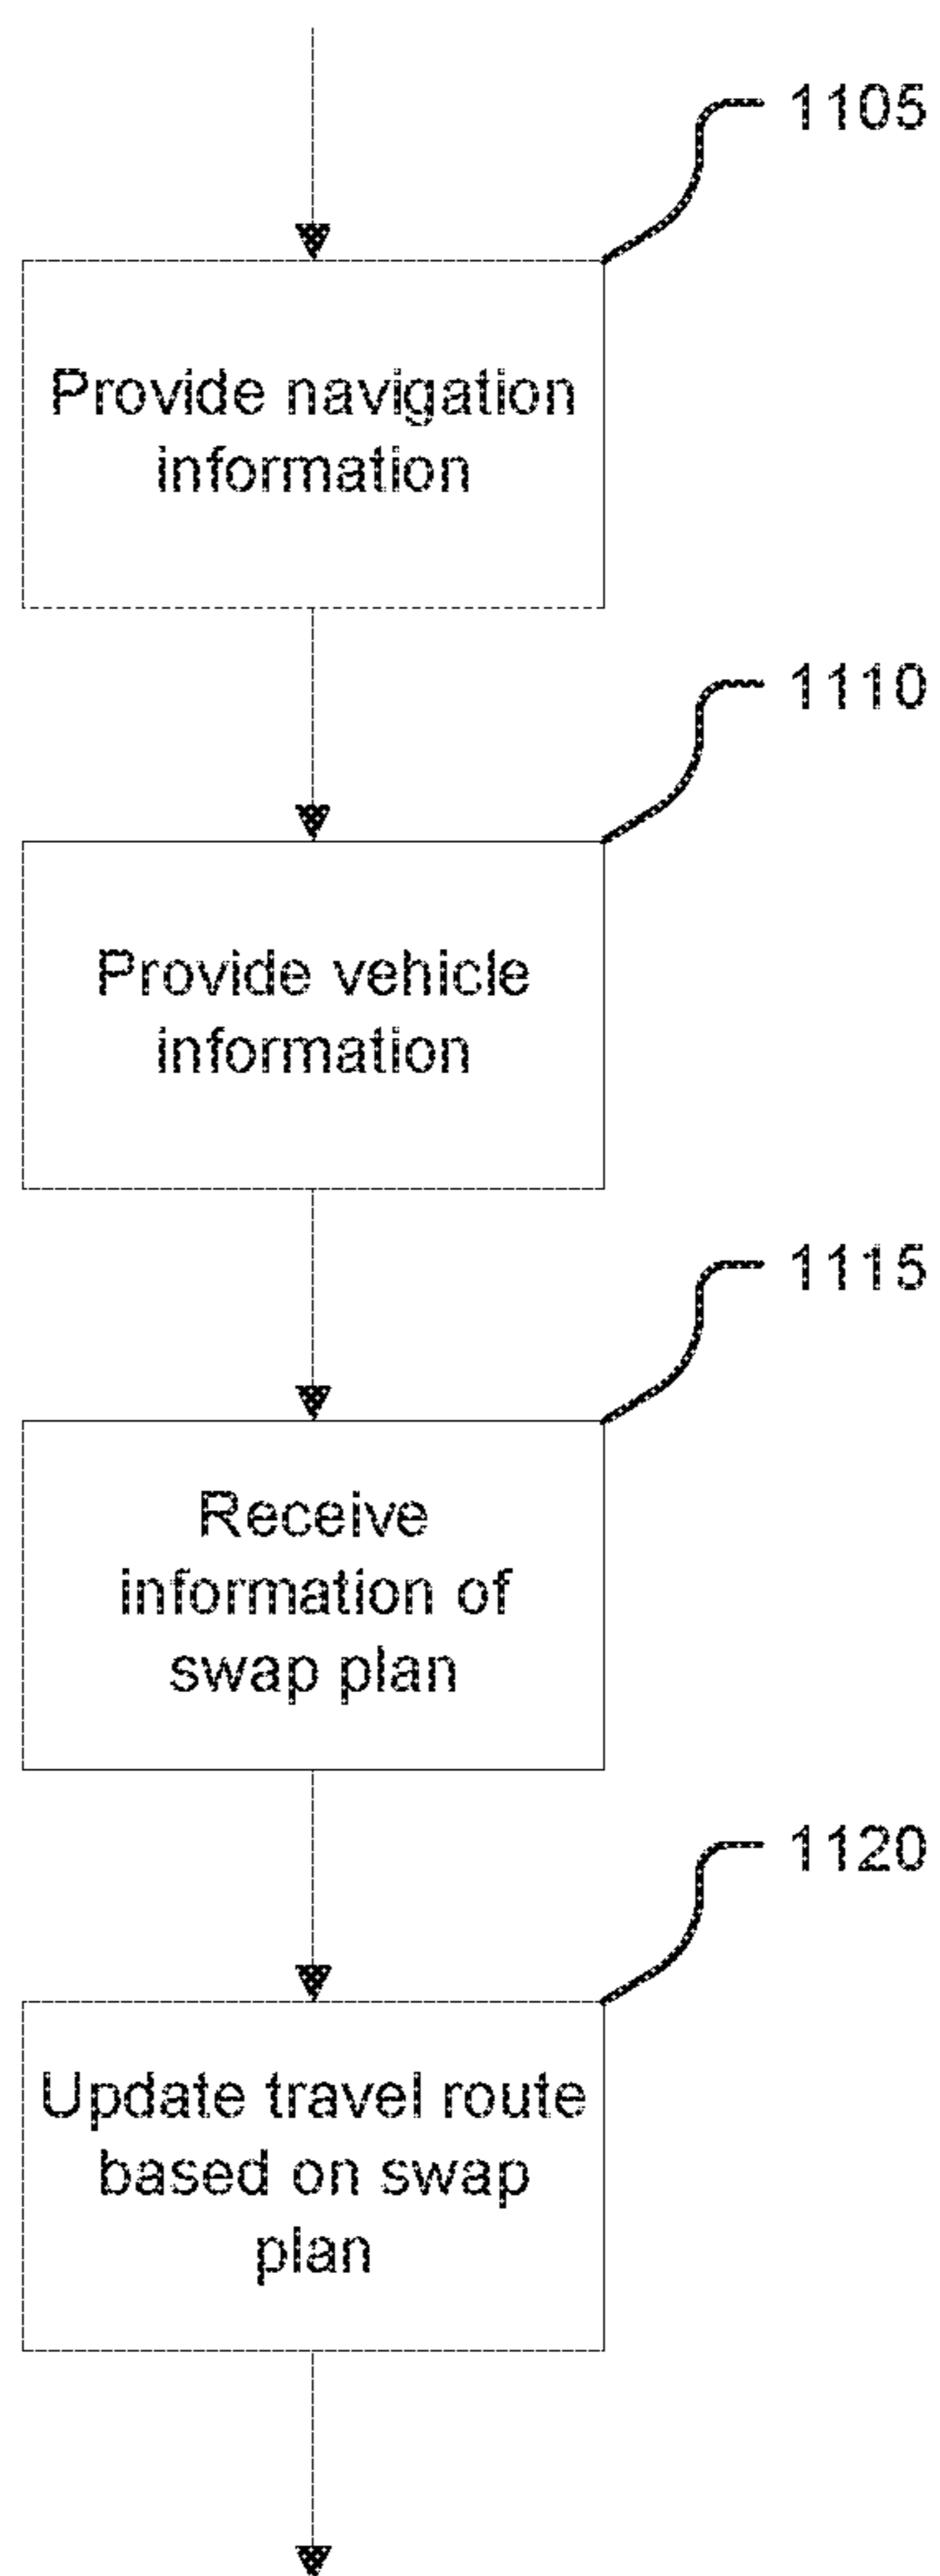 1105
Provide navigation
information
1110
Provide vehicle
information
1115
Receive
information of
swap plan
1120
Update travel route
based on swap
plan